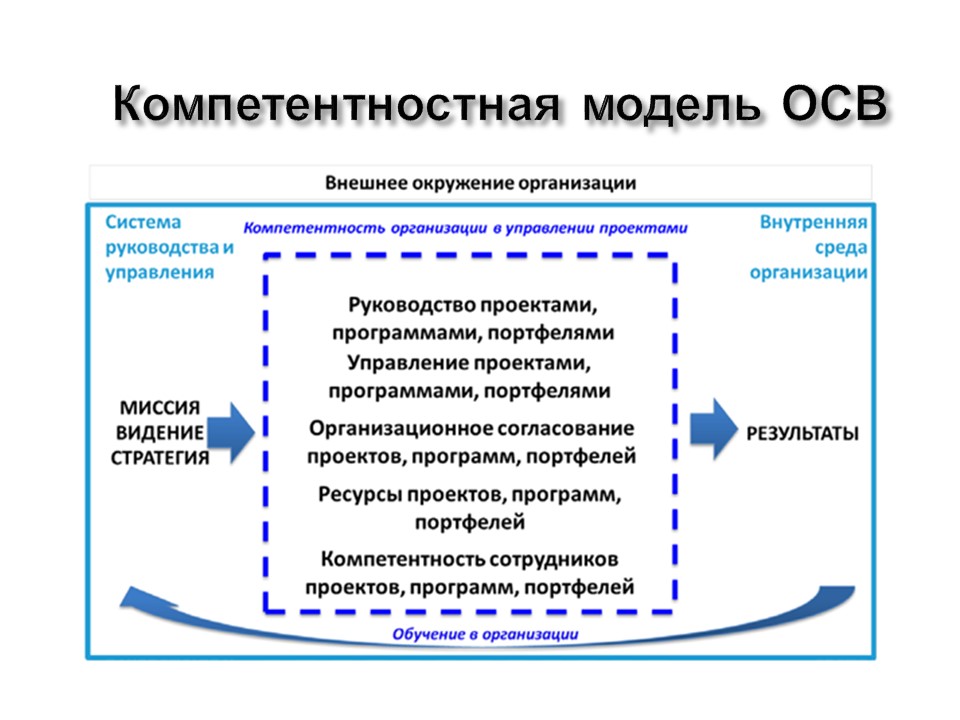 Компетентностная модель ОСВ
Внешнее окружение организации
Система
руководства и
управления
Компетентность организации в управлении проектами
Внутренняя
среда
организации
Руководство проектами,
программами, портфелями
Управление проектами,
программами, портфелями
Организационное согласование
проектов, программ, портфелей
Ресурсы проектов, программ,
портфелей
Компетентность сотрудников
проектов, программ, портфелей
МИССИЯ
ВИДЕНИЕ
СТРАТЕГИЯ
РЕЗУЛЬТАТЫ
Обучение в организации